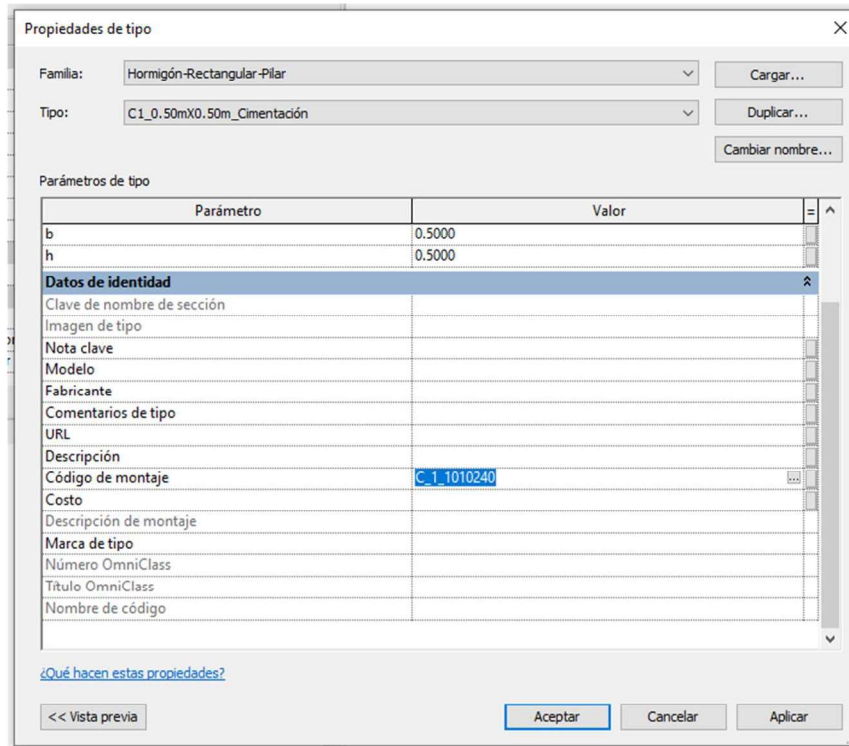 Propiedades de tipo
Familia: Hormigón-Rectangular-Pilar Cargar...
Tipo: C1_0.50mX0.50m_Cimentación Duplicar...
Cambiar nombre...
Parámetros de tipo
Parámetro Valor =
b 0.5000
h 0.5000
Datos de identidad
Clave de nombre de sección
Imagen de tipo
Nota clave
Modelo
Fabricante
Comentarios de tipo
URL
Descripción
Código de montaje C_1_1010240 ...
Costo
Descripción de montaje
Marca de tipo
Número OmniClass
Título OmniClass
Nombre de código
¿Qué hacen estas propiedades?
<< Vista previa Aceptar Cancelar Aplicar